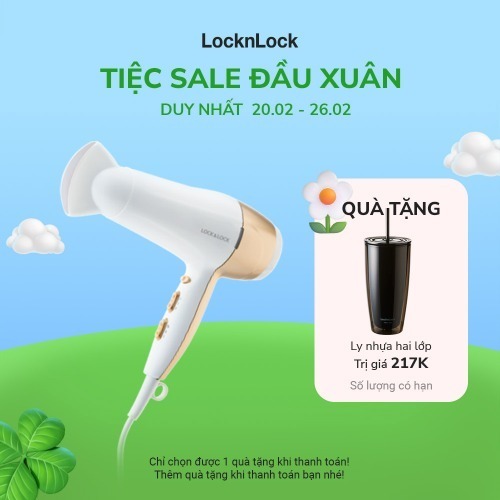 LocknLock
TIỆC SALE ĐẦU XUÂN
DUY NHẤT 20.02 - 26.02
LOCK&LOCK
QUÀ TẶNG
Ly nhựa hai lớp
Trị giá 217K
Số lượng có hạn
Chỉ chọn được 1 quà tặng khi thanh toán!
Thêm quà tặng khi thanh toán bạn nhé!